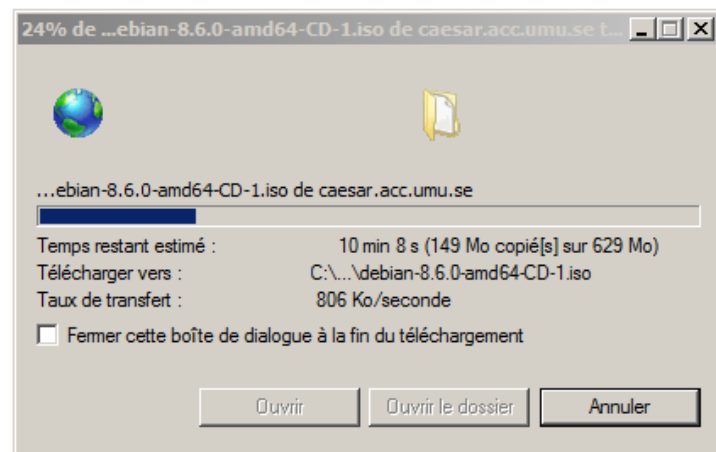 24% de ...ebian-8.6.0-amd64-CD-1.iso de caesar.acc.umu.se t...
...ebian-8.6.0-amd64-CD-1.iso de caesar.acc.umu.se
Temps restant estimé : 10 min 8 s (149 Mo copié[s] sur 629 Mo)
Télécharger vers : C:\...\debian-8.6.0-amd64-CD-1.iso
Taux de transfert : 806 Ko/seconde
Fermer cette boîte de dialogue à la fin du téléchargement
Ouvrir Ouvrir le dossier Annuler